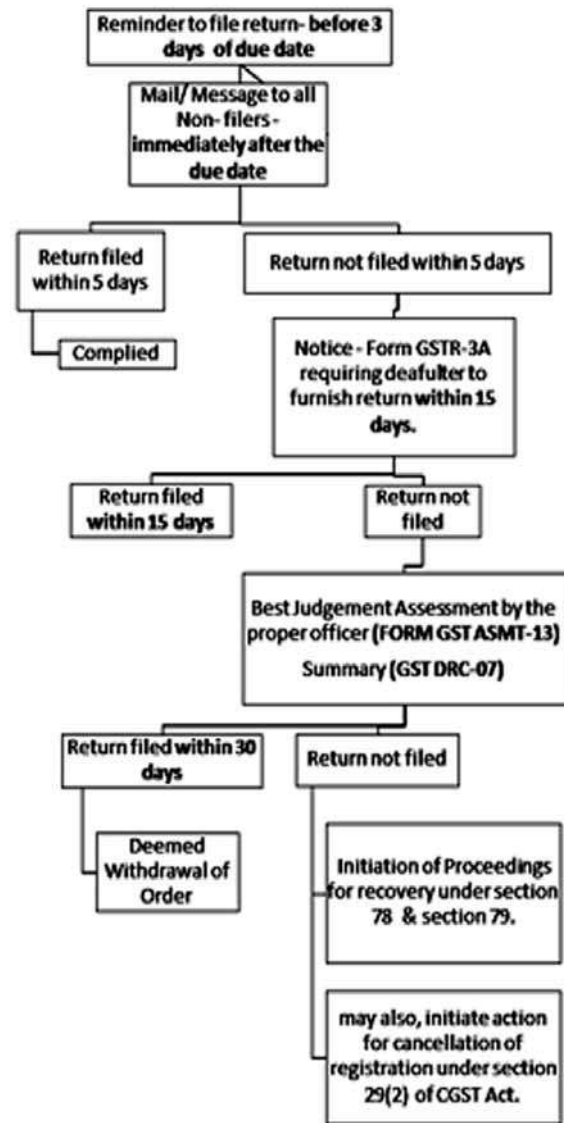 Reminder to file return- before 3
days of due date
Mail/ Message to all
Non- filers -
immediately after the
due date
Return filed
within 5 days
Return not filed within 5 days
Complied
Notice - Form GSTR-3A
requiring deafulter to
furnish return within 15
days.
Return filed
within 15 days
Return not
filed
Best Judgement Assessment by the
proper officer (FORM GST ASMT-13)
Summary (GST DRC-07)
Return filed within 30
days
Return not filed
Deemed
Withdrawal of
Order
Initiation of Proceedings
for recovery under section
78 & section 79.
may also, initiate action
for cancellation of
registration under section
29(2) of CGST Act.